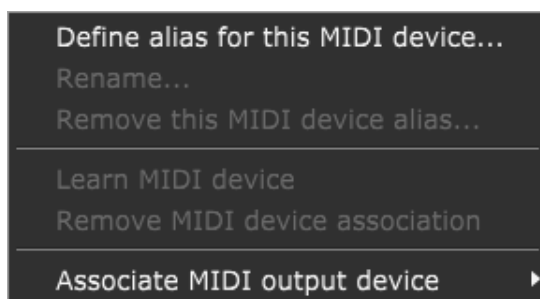 Define alias for this MIDI device...
Rename...
Remove this MIDI device alias...
Learn MIDI device
Remove MIDI device association
Associate MIDI output device